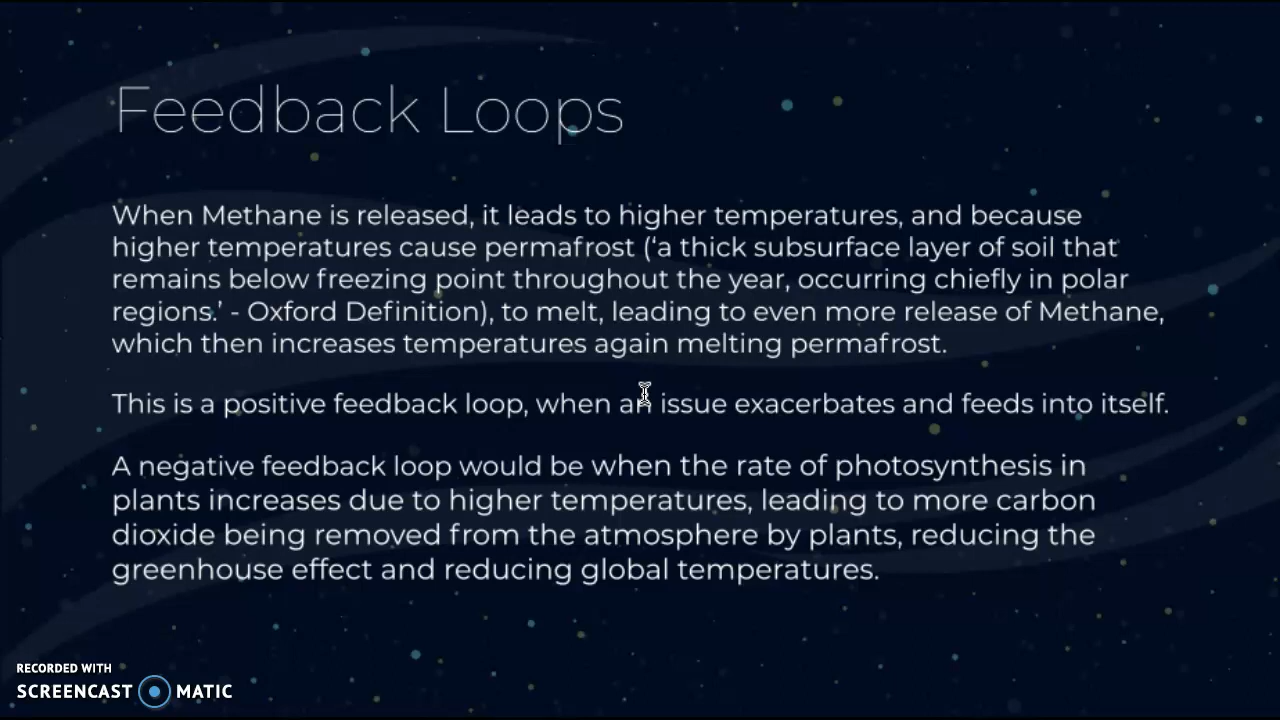 Feedback Loops
When Methane is released, it leads to higher temperatures, and because
higher temperatures cause permafrost (‘a thick subsurface layer of soil that
remains below freezing point throughout the year, occurring chiefly in polar
regions.’ - Oxford Definition), to melt, leading to even more release of Methane,
which then increases temperatures again melting permafrost.
This is a positive feedback loop, when an issue exacerbates and feeds into itself.
A negative feedback loop would be when the rate of photosynthesis in
plants increases due to higher temperatures, leading to more carbon
dioxide being removed from the atmosphere by plants, reducing the
greenhouse effect and reducing global temperatures.
RECORDED WITH
SCREENCAST MATIC